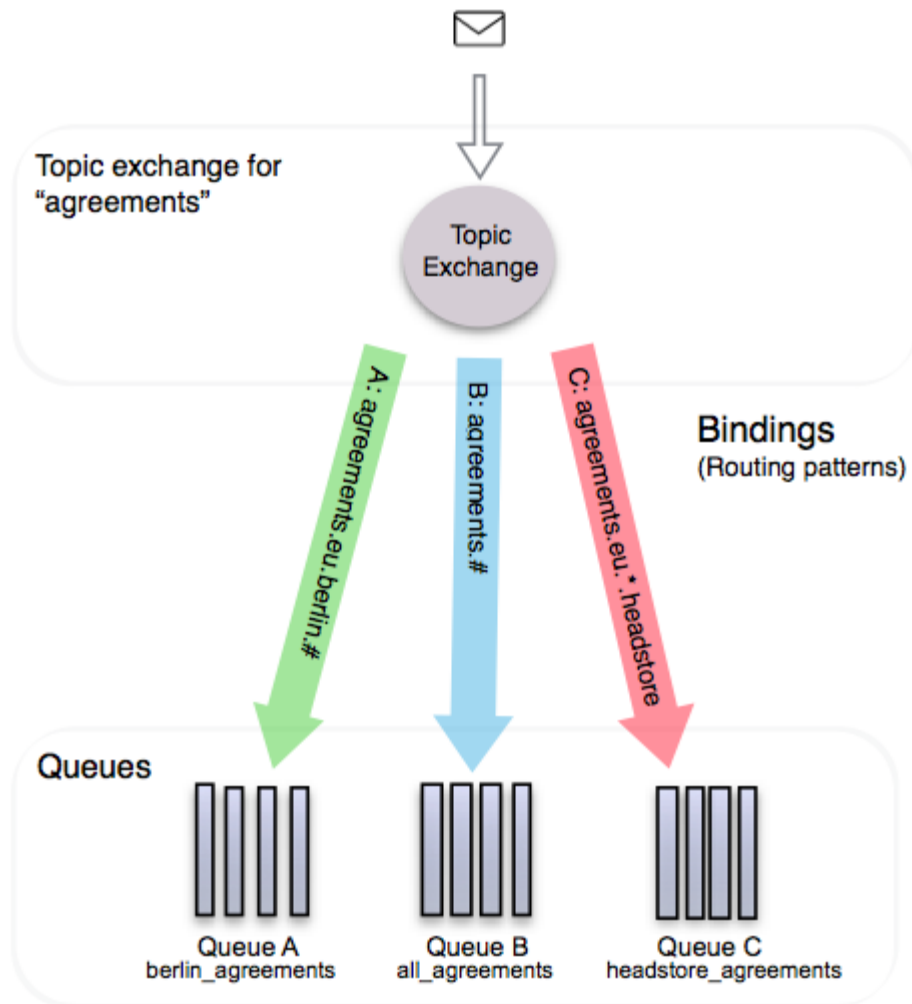 Topic exchange for
“agreements”
Topic
Exchange
A: agreements.eu.berlin.#
B: agreements.#
C: agreements.eu.*.headstore
Bindings
(Routing patterns)
Queues
Queue A
berlin_agreements
Queue B
all_agreements
Queue C
headstore_agreements